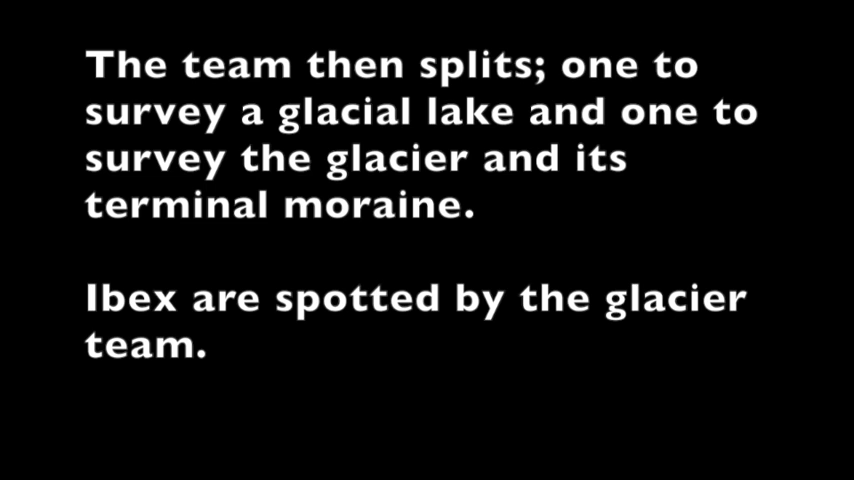 The team then splits; one to
survey a glacial lake and one to
survey the glacier and its
terminal moraine.
Ibex are spotted by the glacier
team.